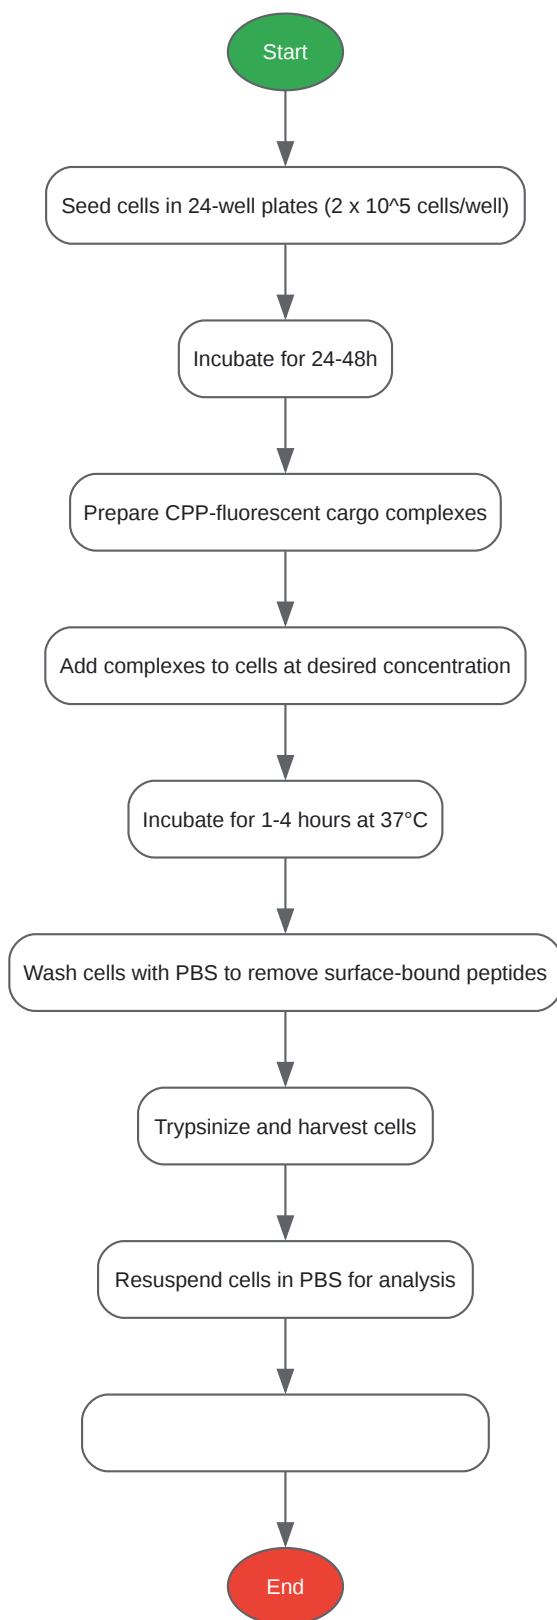 Start
Seed cells in 24-well plates (2 x 10^5 cells/well)
Incubate for 24-48h
Prepare CPP-fluorescent cargo complexes
Add complexes to cells at desired concentration
Incubate for 1-4 hours at 37°C
Wash cells with PBS to remove surface-bound peptides
Trypsinize and harvest cells
Resuspend cells in PBS for analysis
End